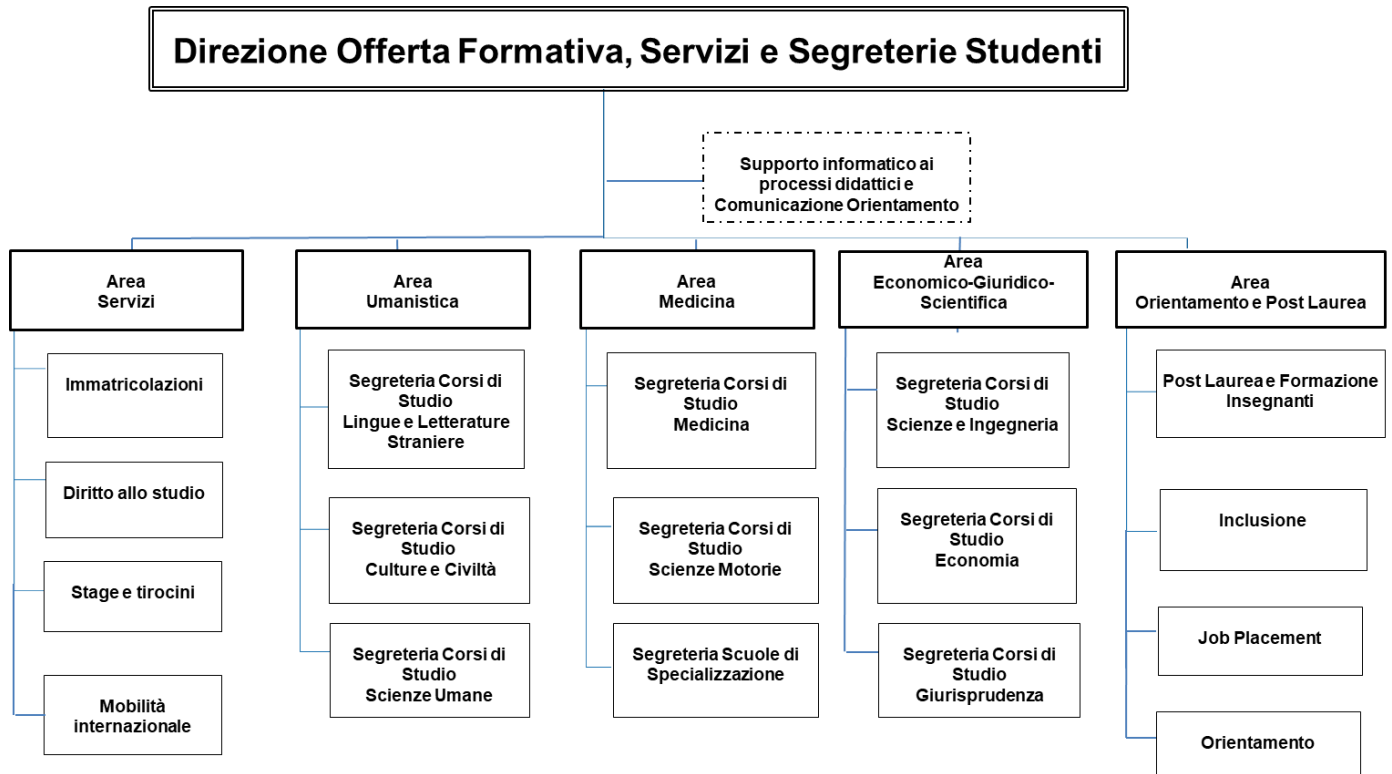 Direzione Offerta Formativa, Servizi e Segreterie Studenti
Supporto informatico ai
processi didattici e
Comunicazione Orientamento
Area
Servizi
Area
Umanistica
Area
Medicina
Area
Economico-Giuridico-
Scientifica
Area
Orientamento e Post Laurea
Immatricolazioni
Diritto allo studio
Stage e tirocini
Mobilità
internazionale
Segreteria Corsi di
Studio
Lingue e Letterature
Straniere
Segreteria Corsi di
Studio
Culture e Civiltà
Segreteria Corsi di
Studio
Scienze Umane
Segreteria Corsi di
Studio
Medicina
Segreteria Corsi di
Studio
Scienze Motorie
Segreteria Scuole di
Specializzazione
Segreteria Corsi di
Studio
Scienze e Ingegneria
Segreteria Corsi di
Studio
Economia
Segreteria Corsi di
Studio
Giurisprudenza
Post Laurea e Formazione
Insegnanti
Inclusione
Job Placement
Orientamento